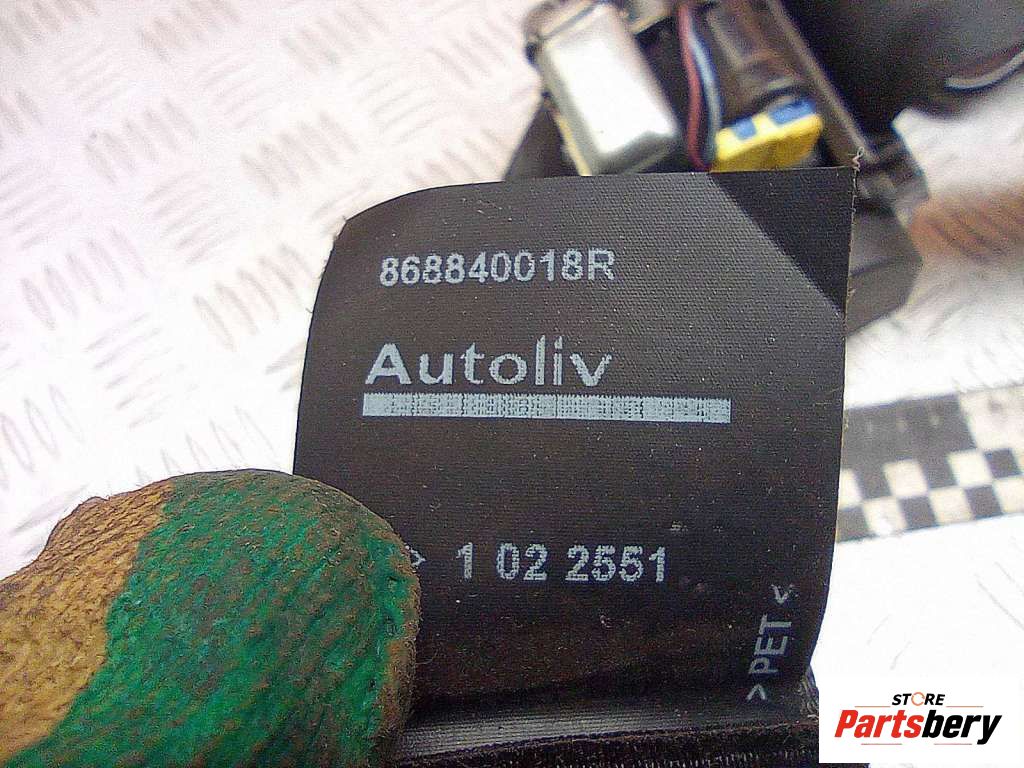 868840018R
Autoliv
> 1 02 2551
>PET<
STORE
Partsbery